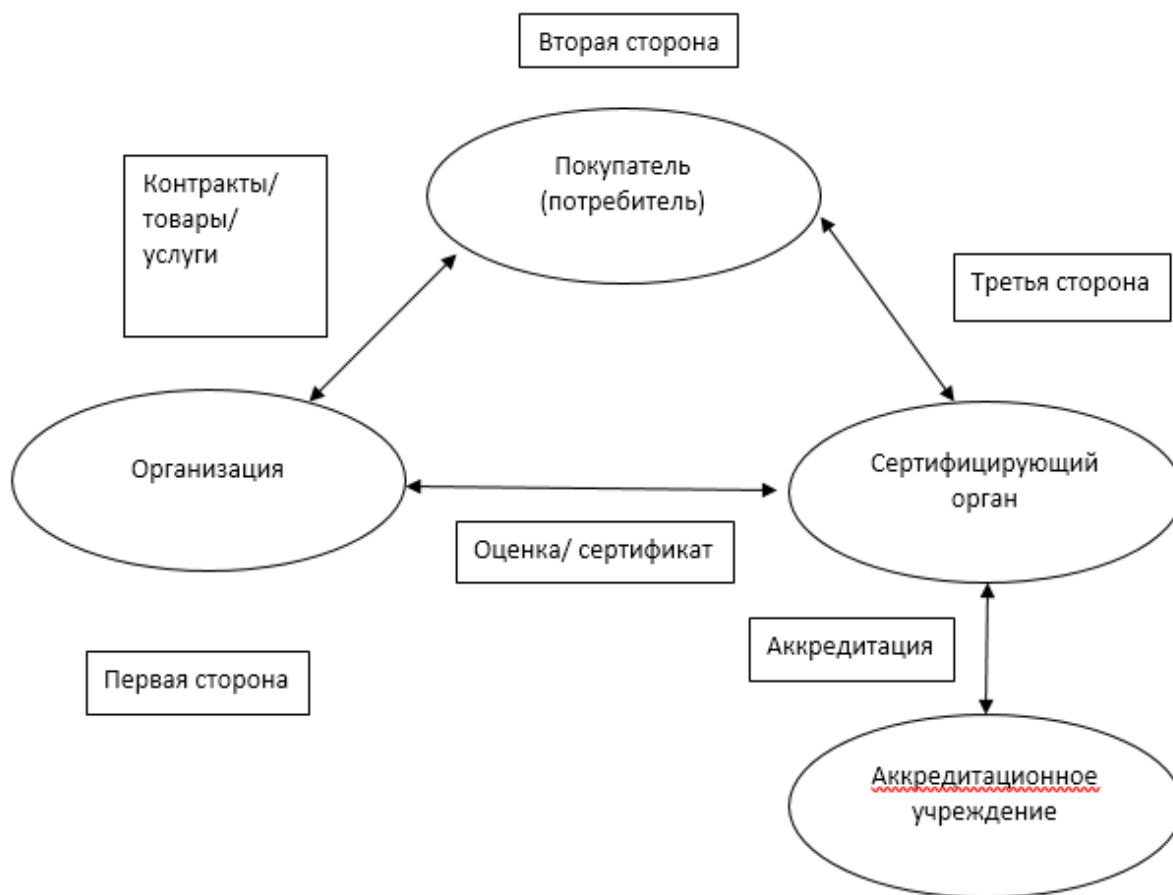 Вторая сторона
Покупатель
(потребитель)
Контракты/
товары/
услуги
Третья сторона
Организация
Сертифицирующий
орган
Оценка/ сертификат
Аккредитация
Первая сторона
Аккредитационное
учреждение